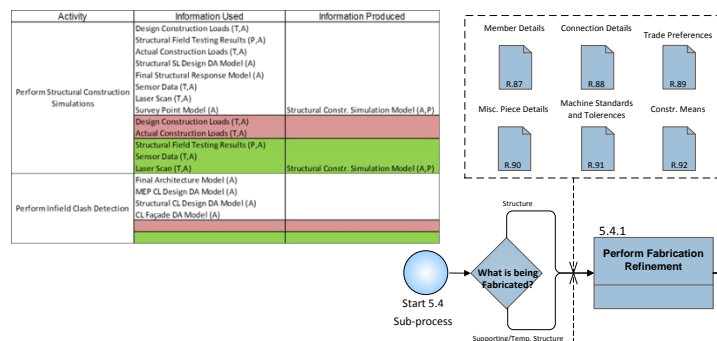 Activity Information Used Information Produced
Perform Structural Construction Simulations
Design Construction Loads (T,A)
Structural Field Testing Results (P,A)
Actual Construction Loads (T,A)
Structural SL Design DA Model (A)
Final Structural Response Model (A)
Sensor Data (T,A)
Laser Scan (T,A)
Survey Point Model (A) Structural Constr. Simulation Model (A,P)
Design Construction Loads (T,A)
Actual Construction Loads (T,A)
Structural Field Testing Results (P,A)
Sensor Data (T,A)
Laser Scan (T,A) Structural Constr. Simulation Model (A,P)
Perform Infield Clash Detection
Final Architecture Model (A)
MEP CL Design DA Model (A)
Structural CL Design DA Model (A)
CL Façade DA Model (A)
Member Details Connection Details Trade Preferences
R.87 R.88 R.89
Misc. Piece Details Machine Standards and Tolerences Constr. Means
R.90 R.91 R.92
Structure
5.4.1
What is being
Fabricated?
Perform Fabrication
Refinement
Start 5.4
Sub-process
Supporting/Temp. Structure